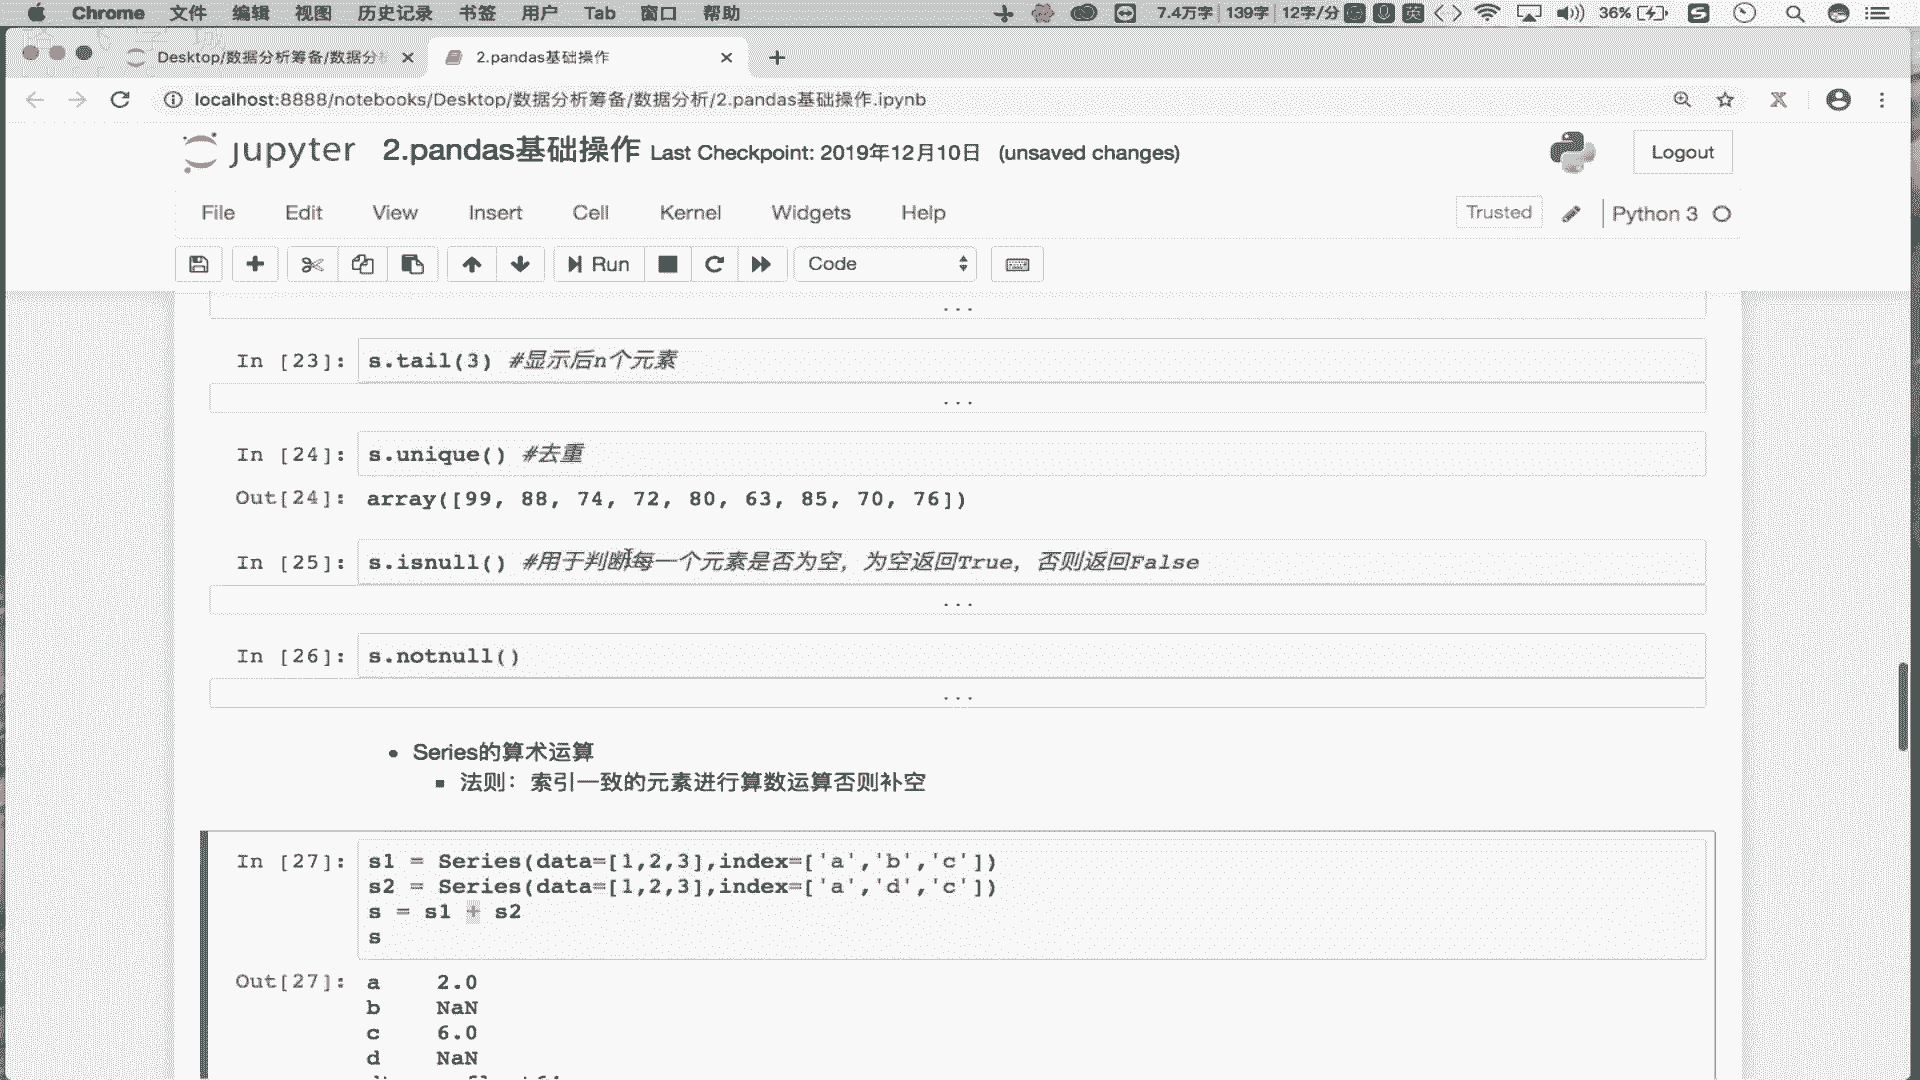 Chrome 文件 编辑 视图 历史记录 书签 用户 Tab 窗口 帮助 7.4万字 139字 12字/分 英 36%
Desktop/数据分析筹备/数据分析
2.pandas基础操作
localhost:8888/notebooks/Desktop/数据分析筹备/数据分析/2.pandas基础操作.ipynb
jupyter 2.pandas基础操作 Last Checkpoint: 2019年12月10日 (unsaved changes)
Logout
File Edit View Insert Cell Kernel Widgets Help
Trusted Python 3
Run Code
...
In [23]: s.tail(3) #显示后n个元素
...
In [24]: s.unique() #去重
Out[24]: array([99, 88, 74, 72, 80, 63, 85, 70, 76])
In [25]: s.isnull() #用于判断每一个元素是否为空，为空返回True，否则返回False
...
In [26]: s.notnull()
...
• Series的算术运算
▪ 法则：索引一致的元素进行算数运算否则补空
In [27]: s1 = Series(data=[1,2,3],index=['a','b','c'])
s2 = Series(data=[1,2,3],index=['a','d','c'])
s = s1 + s2
s
Out[27]: a 2.0
b NaN
c 6.0
d NaN